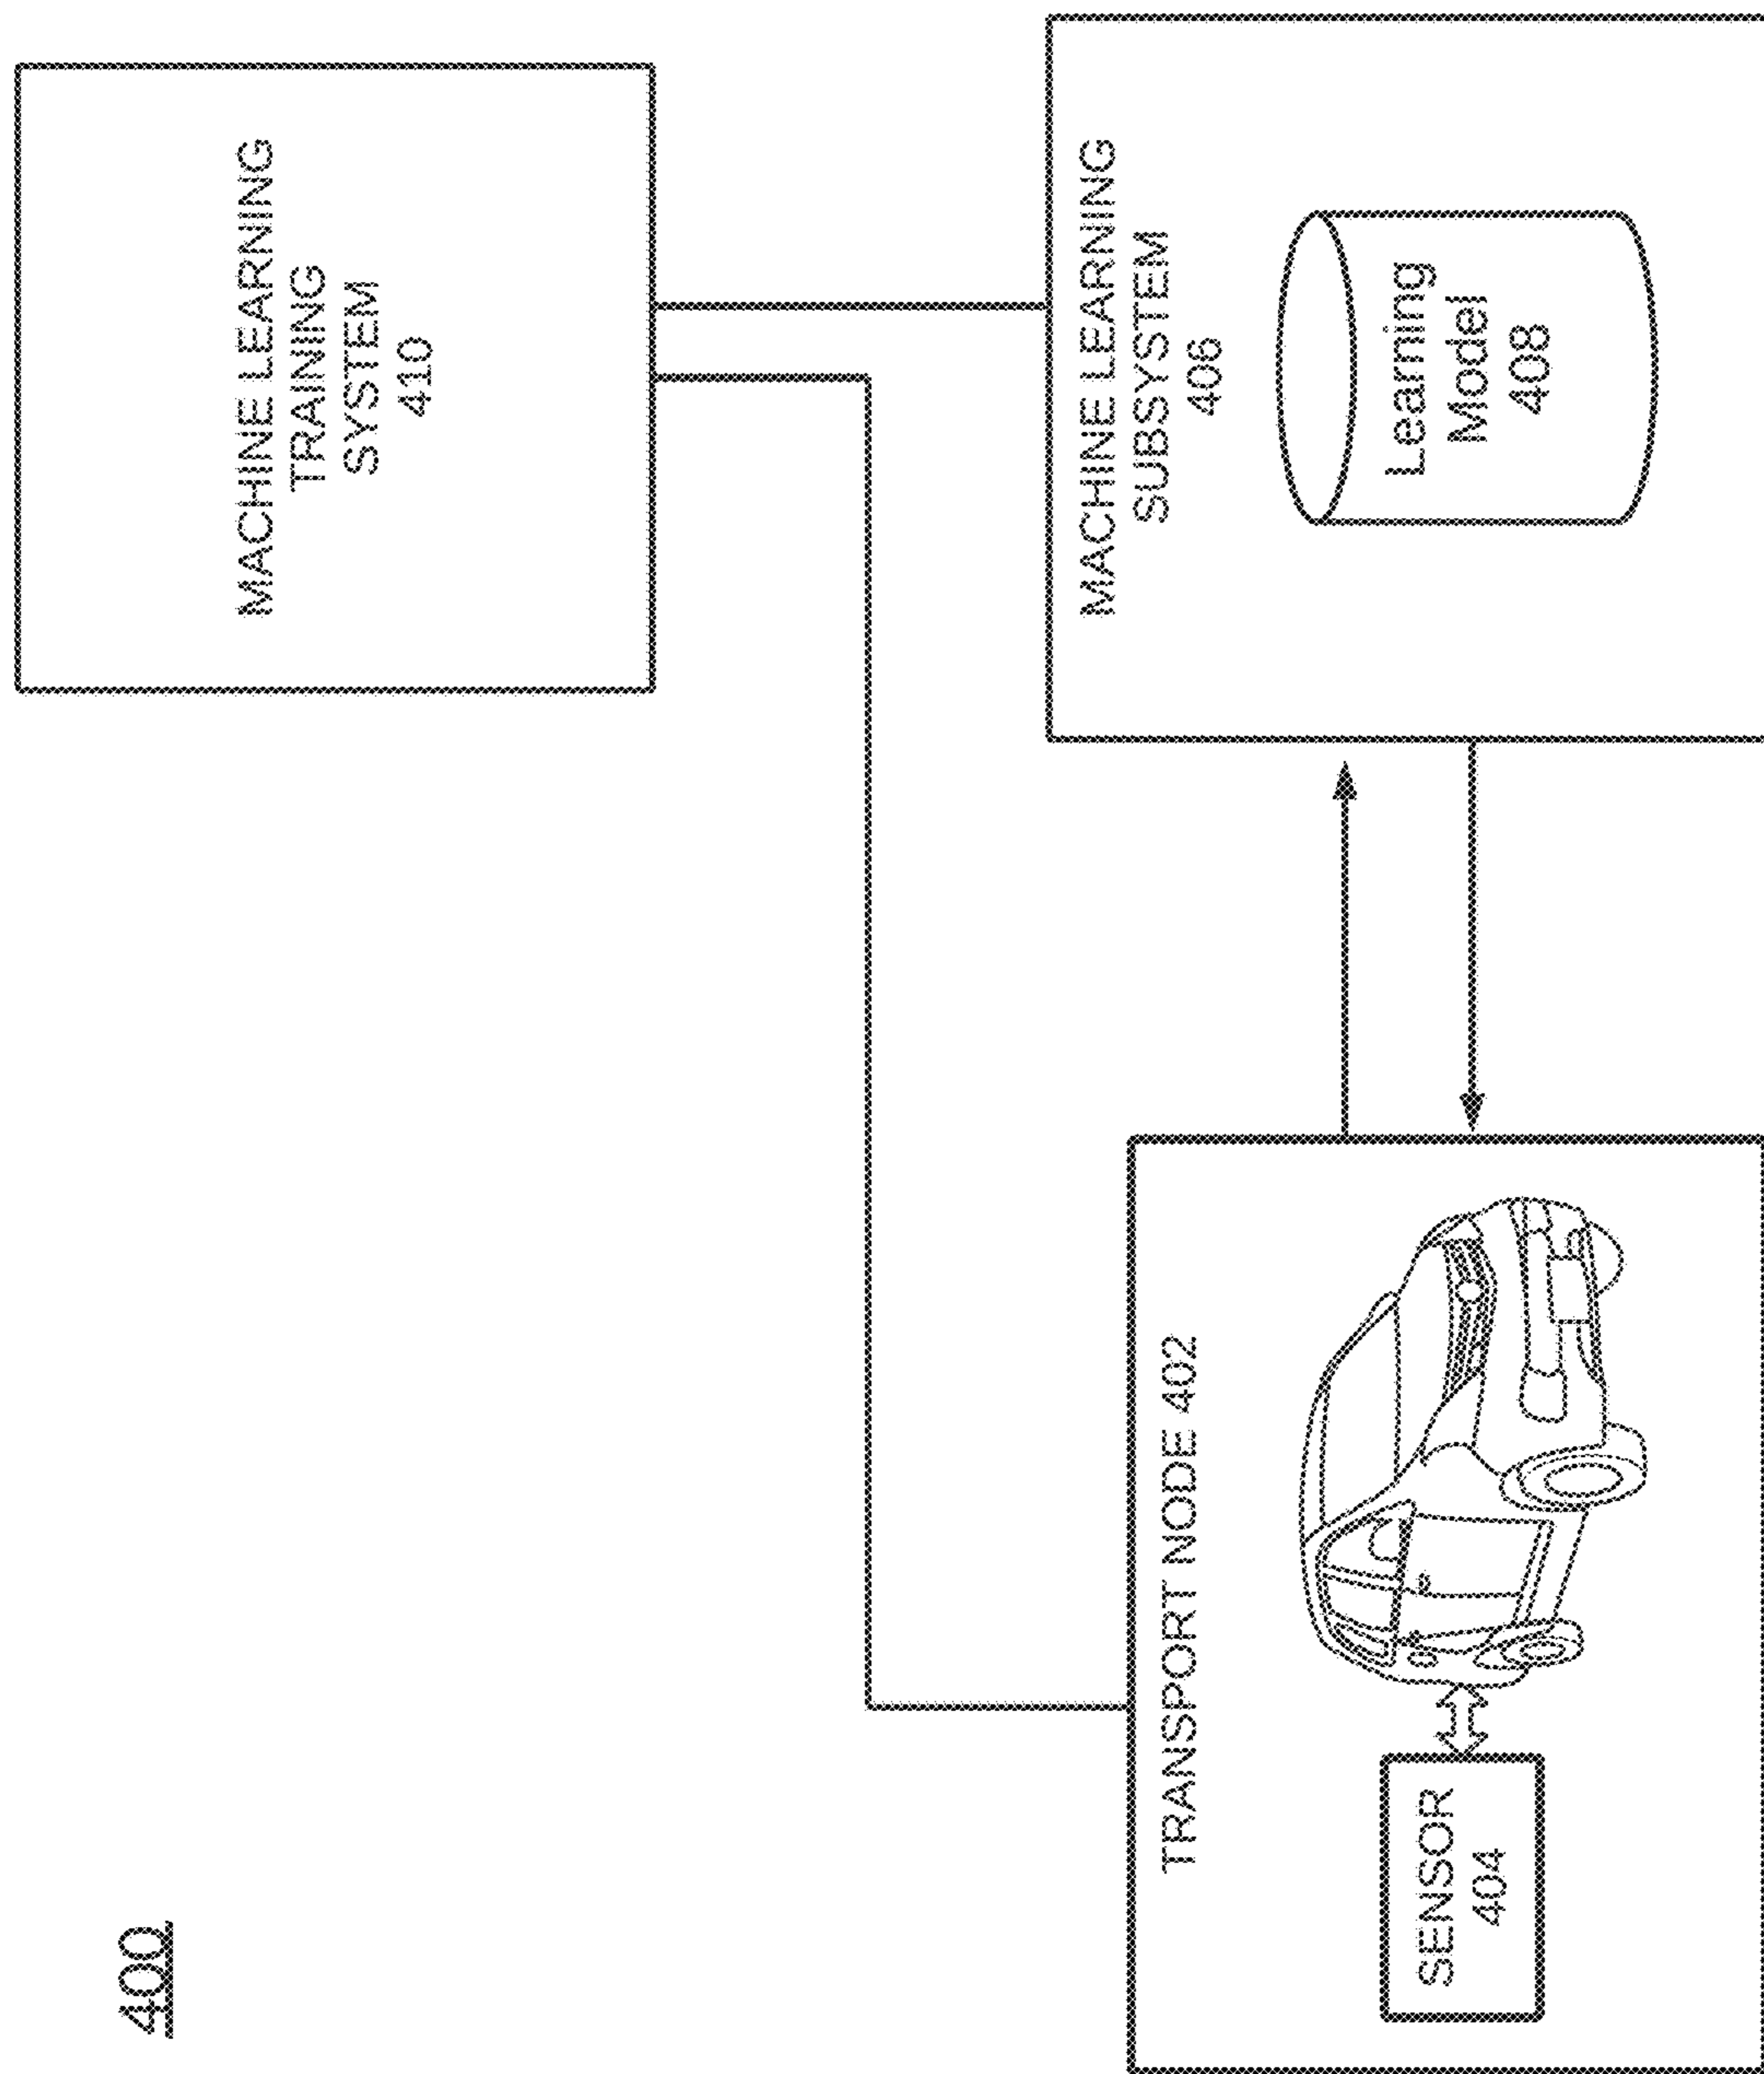 400
MACHINE LEARNING
TRAINING
SYSTEM
410
TRANSPORT NODE 402
SENSOR
404
MACHINE LEARNING
SUBSYSTEM
406
Learning
Model
408